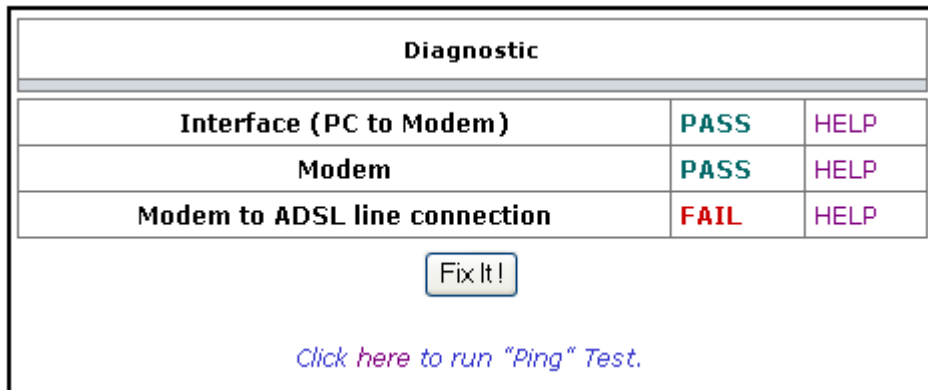 Diagnostic
Interface (PC to Modem) PASS HELP
Modem PASS HELP
Modem to ADSL line connection FAIL HELP
Fix It !
Click here to run "Ping" Test.